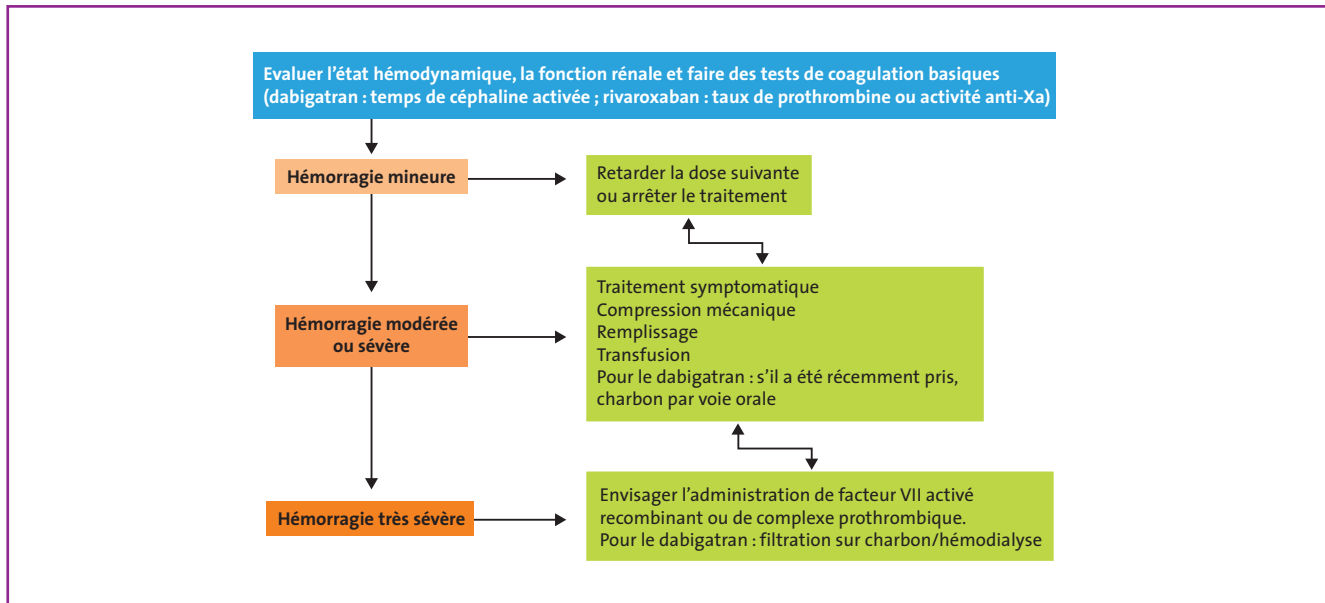 Evaluer l’état hémodynamique, la fonction rénale et faire des tests de coagulation basiques
(dabigatran : temps de céphaline activée ; rivaroxaban : taux de prothrombine ou activité anti-Xa)
Hémorragie mineure
Retarder la dose suivante
ou arrêter le traitement
Hémorragie modérée
ou sévère
Traitement symptomatique
Compression mécanique
Remplissage
Transfusion
Pour le dabigatran : s’il a été récemment pris,
charbon par voie orale
Hémorragie très sévère
Envisager l’administration de facteur VII activé
recombinant ou de complexe prothrombique.
Pour le dabigatran : filtration sur charbon/hémodialyse